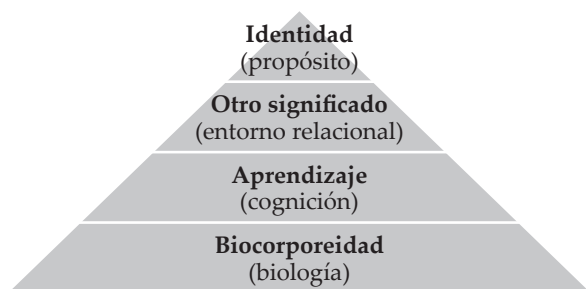 Identidad
(propósito)
Otro significado
(entorno relacional)
Aprendizaje
(cognición)
Biocorporeidad
(biología)